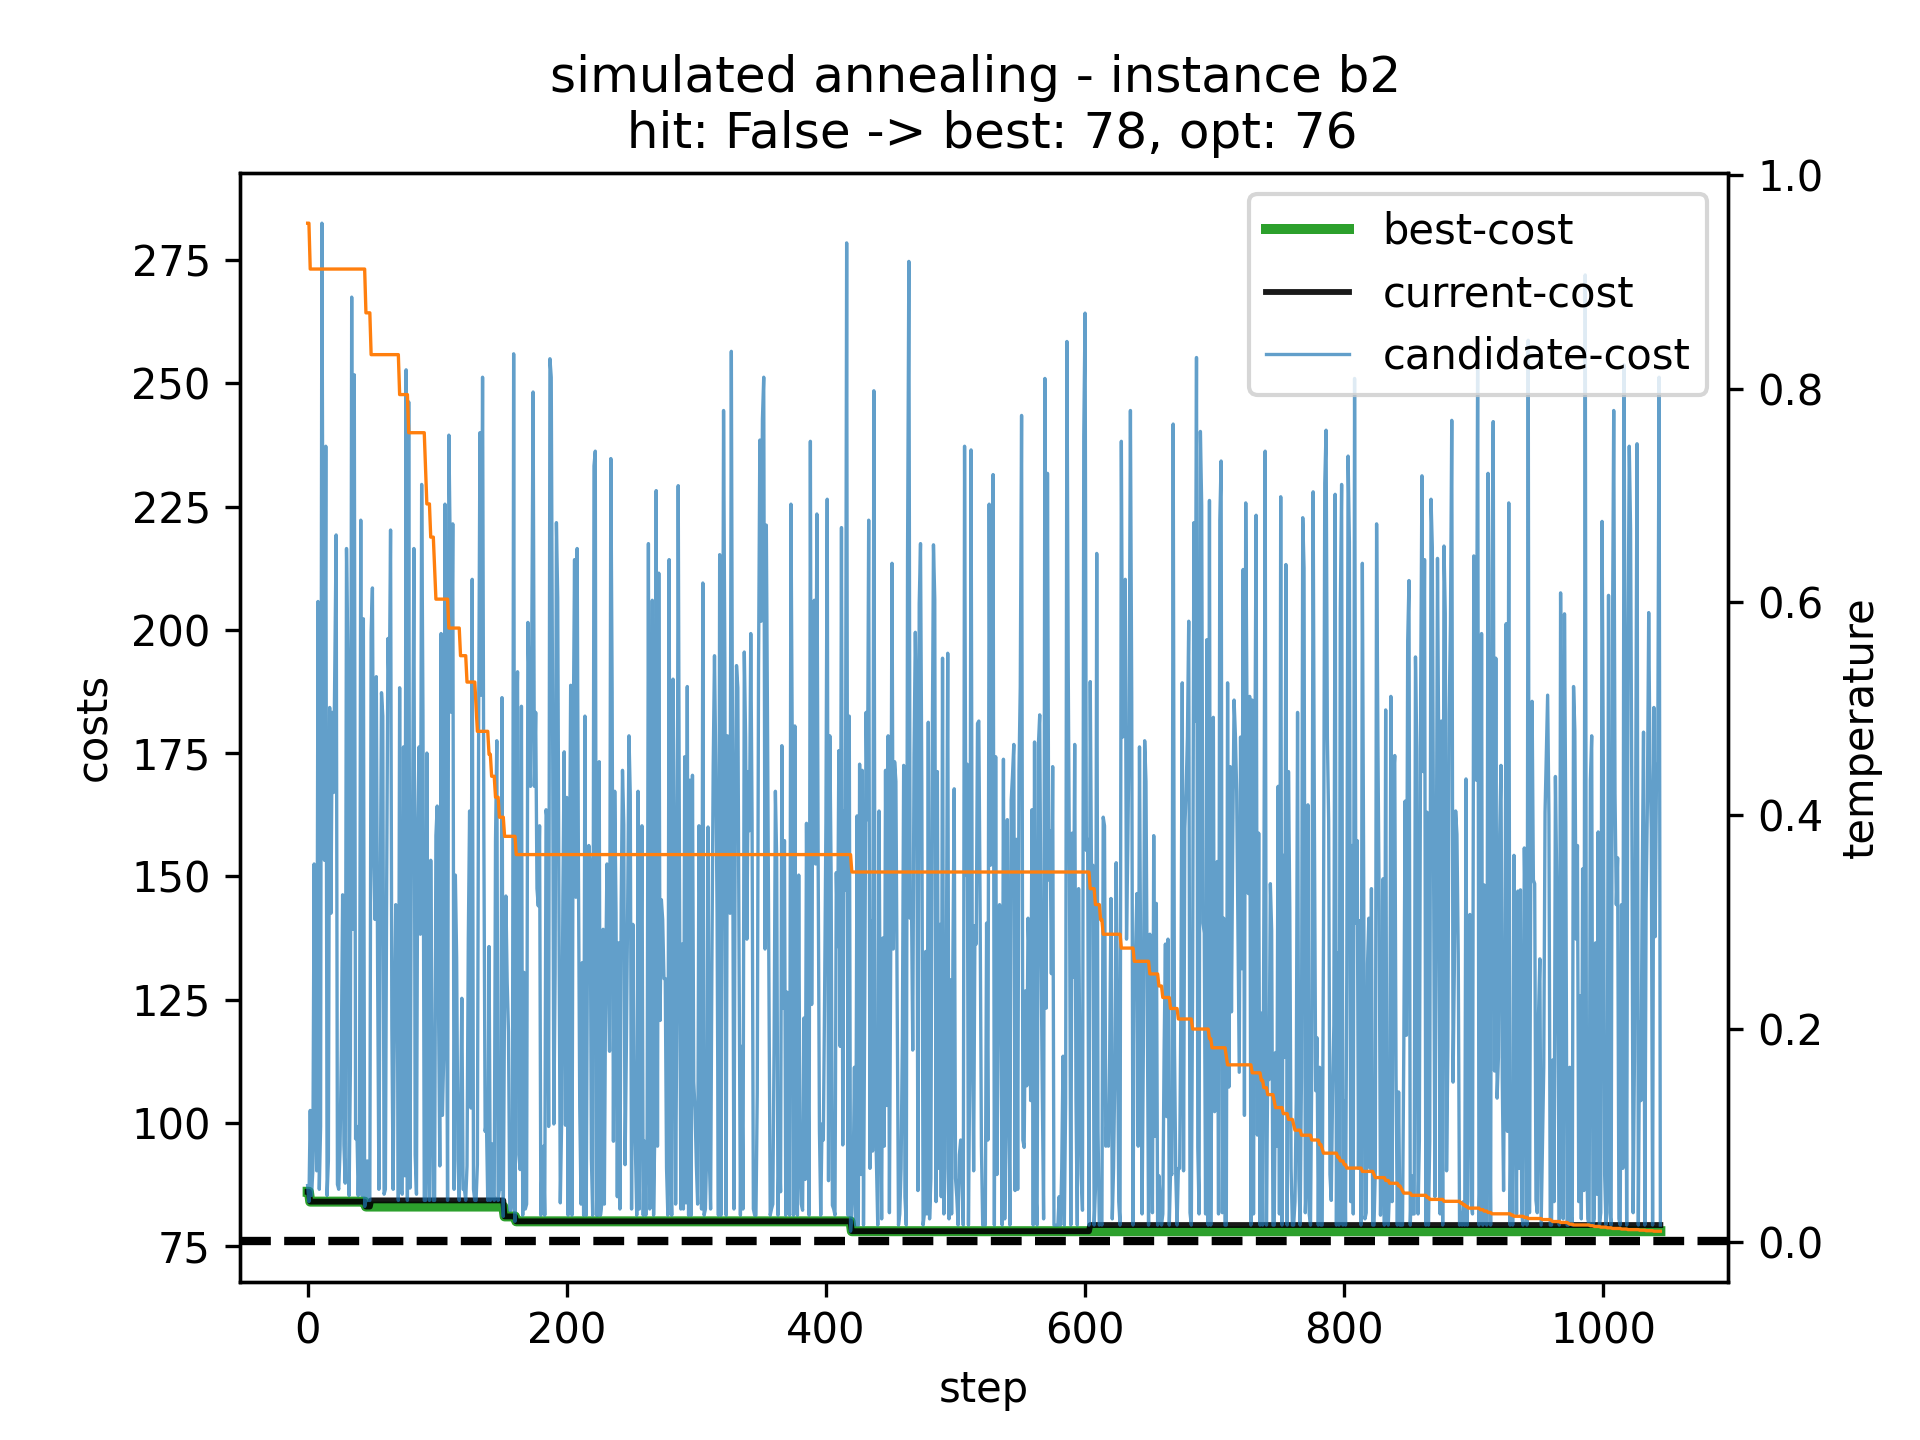 simulated annealing - instance b2
hit: False -> best: 78, opt: 76
best-cost
current-cost
candidate-cost
costs
275
250
225
200
175
150
125
100
75
1.0
0.8
0.6
0.4
0.2
0.0
temperature
0 200 400 600 800 1000
step